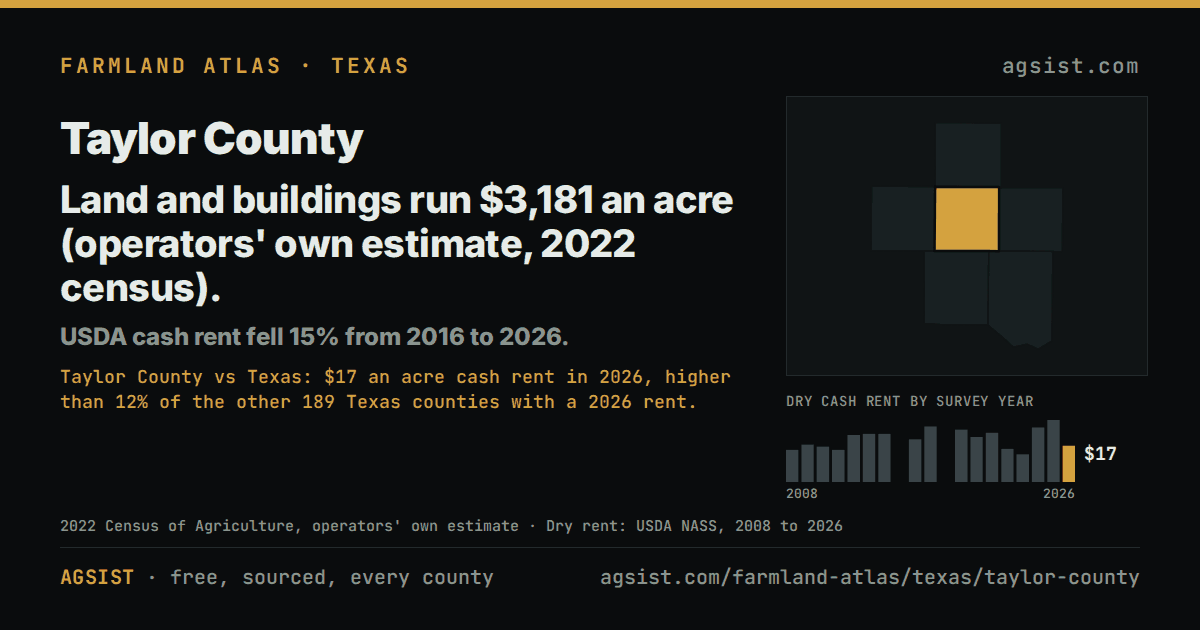 FARMLAND ATLAS · TEXAS
agsist.com
Taylor County
Land and buildings run $3,181 an acre
(operators' own estimate, 2022
census).
USDA cash rent fell 15% from 2016 to 2026.
Taylor County vs Texas: $17 an acre cash rent in 2026, higher
than 12% of the other 189 Texas counties with a 2026 rent.
DRY CASH RENT BY SURVEY YEAR
$17
2008 2026
2022 Census of Agriculture, operators' own estimate · Dry rent: USDA NASS, 2008 to 2026
AGSIST · free, sourced, every county
agsist.com/farmland-atlas/texas/taylor-county